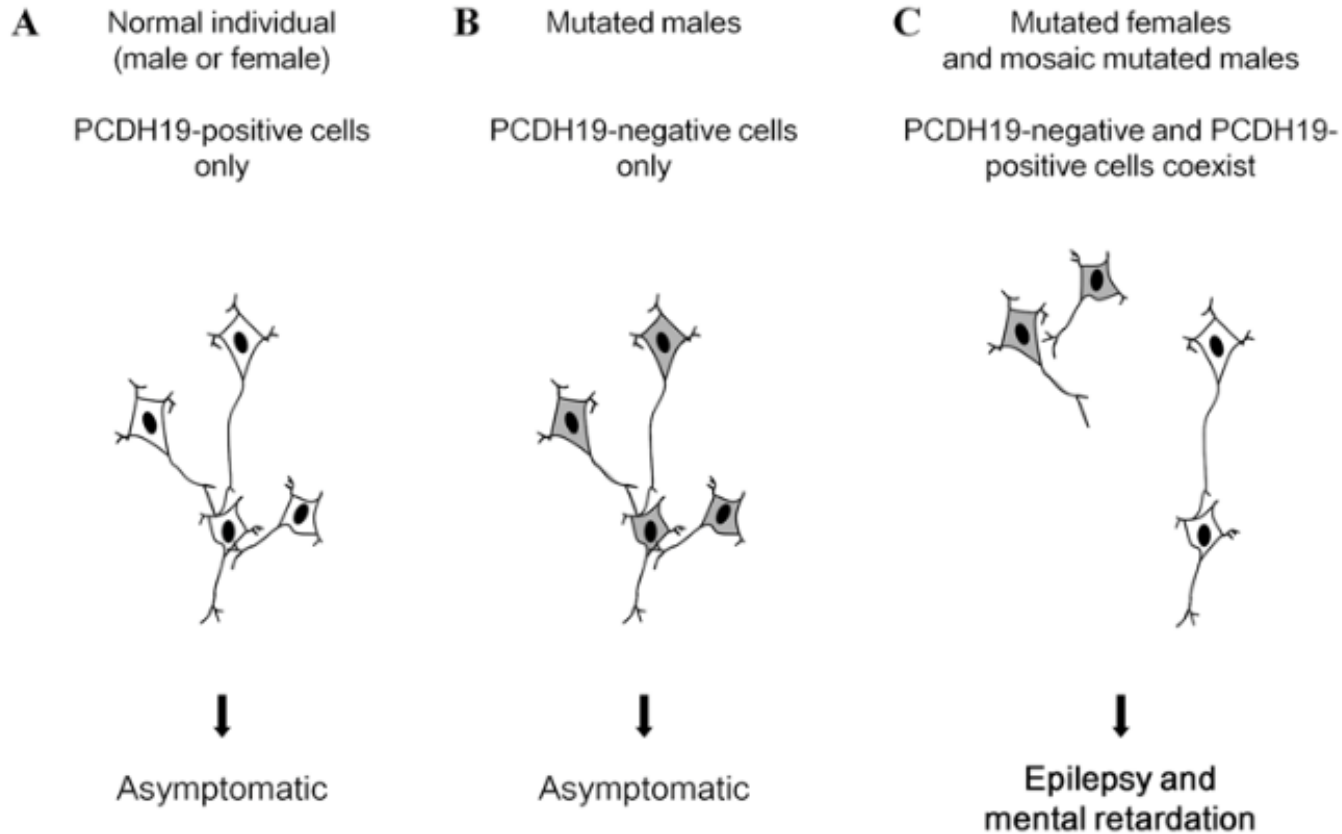 A
Normal individual
(male or female)
PCDH19-positive cells
only
Asymptomatic
B
Mutated males
PCDH19-negative cells
only
Asymptomatic
C
Mutated females
and mosaic mutated males
PCDH19-negative and PCDH19-
positive cells coexist
Epilepsy and
mental retardation